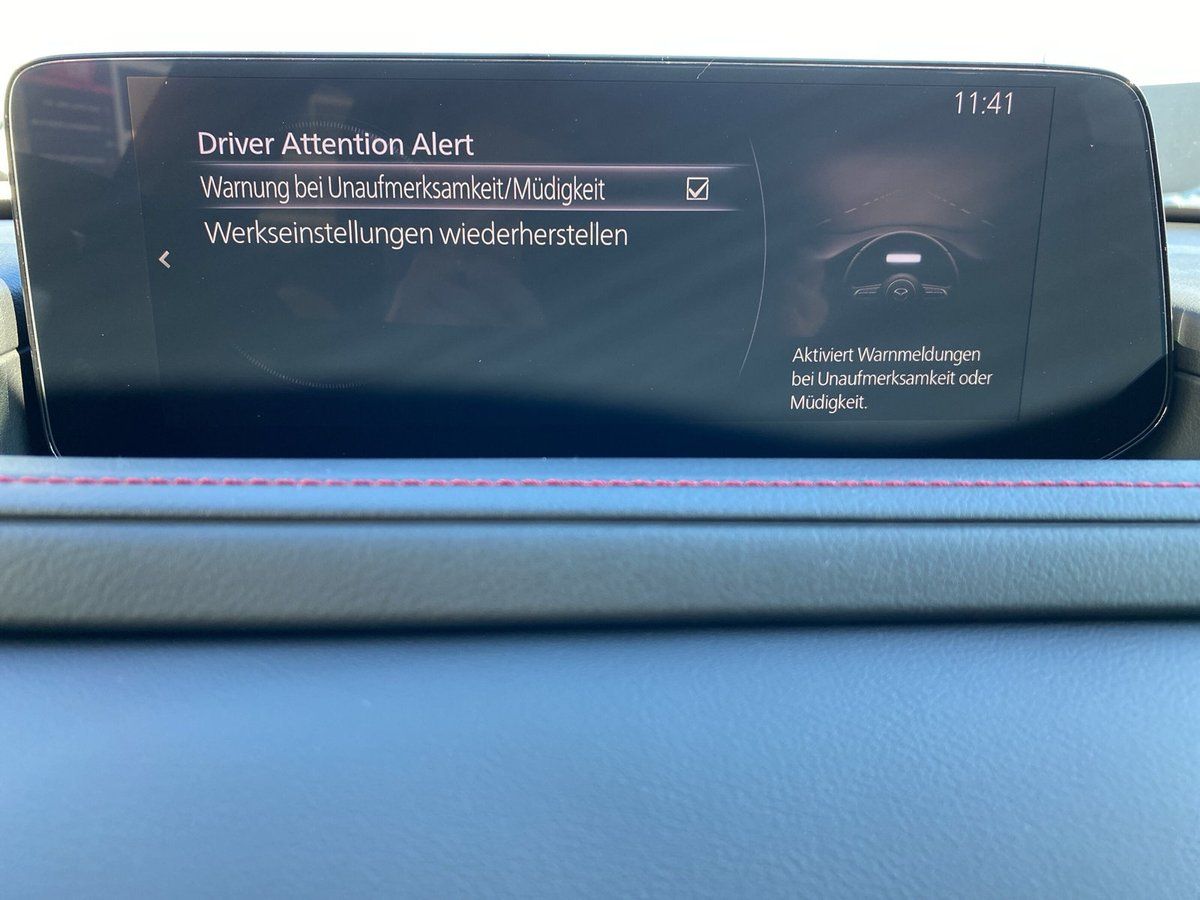 11:41
Driver Attention Alert
Warnung bei Unaufmerksamkeit/Müdigkeit
Werkseinstellungen wiederherstellen
Aktiviert Warnmeldungen
bei Unaufmerksamkeit oder
Müdigkeit.